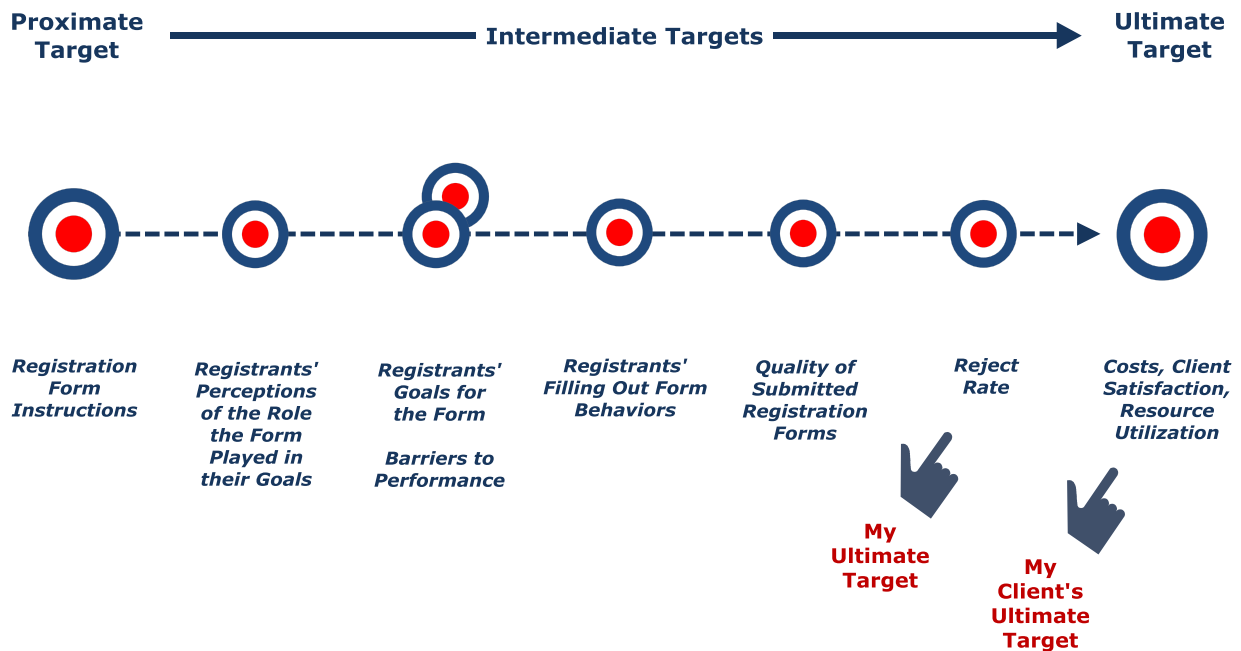 Proximate
Target
Intermediate Targets
Ultimate
Target
Registration
Form
Instructions
Registrants'
Perceptions
of the Role
the Form
Played in
their Goals
Registrants'
Goals for
the Form
Barriers to
Performance
Registrants'
Filling Out Form
Behaviors
Quality of
Submitted
Registration
Forms
Reject
Rate
Costs, Client
Satisfaction,
Resource
Utilization
My
Ultimate
Target
My
Client's
Ultimate
Target